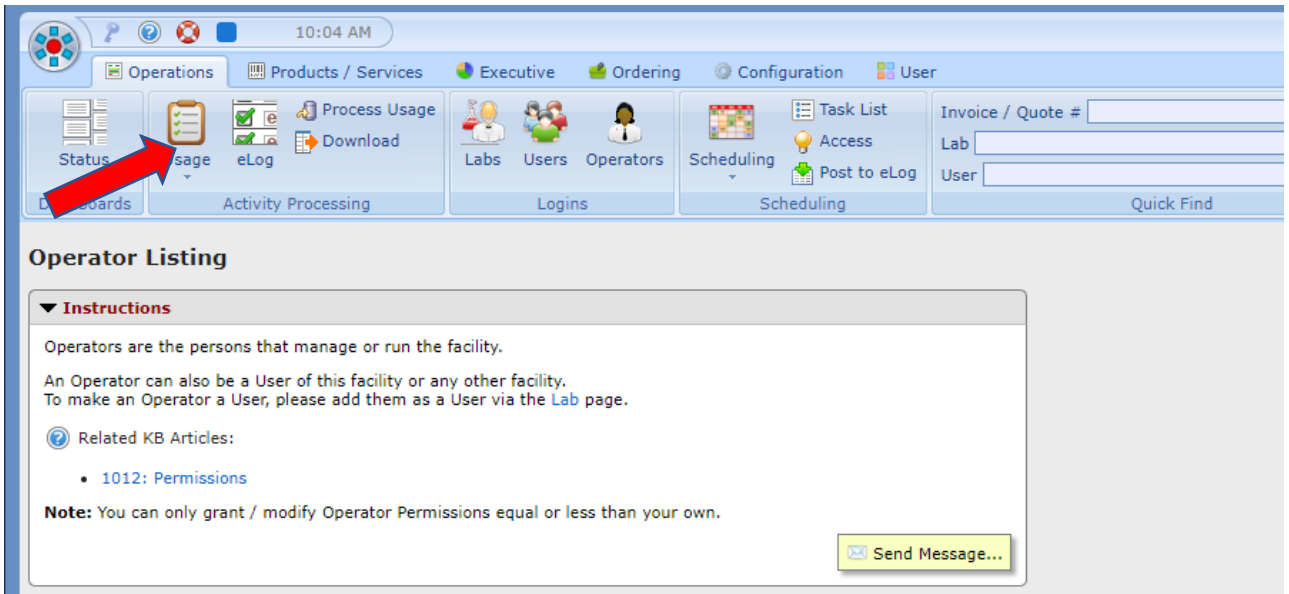 10:04 AM
Operations Products / Services Executive Ordering Configuration User
Status
Usage
eLog
Process Usage
Download
Labs Users Operators
Scheduling
Task List
Access
Post to eLog
Invoice / Quote #
Lab
User
Activity Processing Logins Scheduling Quick Find
Operator Listing
Instructions
Operators are the persons that manage or run the facility.
An Operator can also be a User of this facility or any other facility.
To make an Operator a User, please add them as a User via the Lab page.
Related KB Articles:
• 1012: Permissions
Note: You can only grant / modify Operator Permissions equal or less than your own.
Send Message...